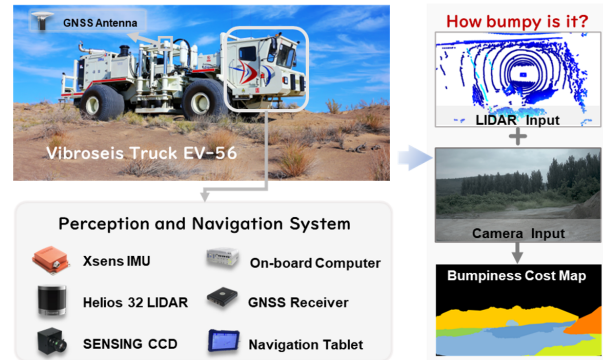 GNSS Antenna
Vibroseis Truck EV-56
Perception and Navigation System
Xsens IMU
On-board Computer
Helios 32 LIDAR
GNSS Receiver
SENSING CCD
Navigation Tablet
How bumpy is it?
LIDAR Input
Camera Input
Bumpiness Cost Map